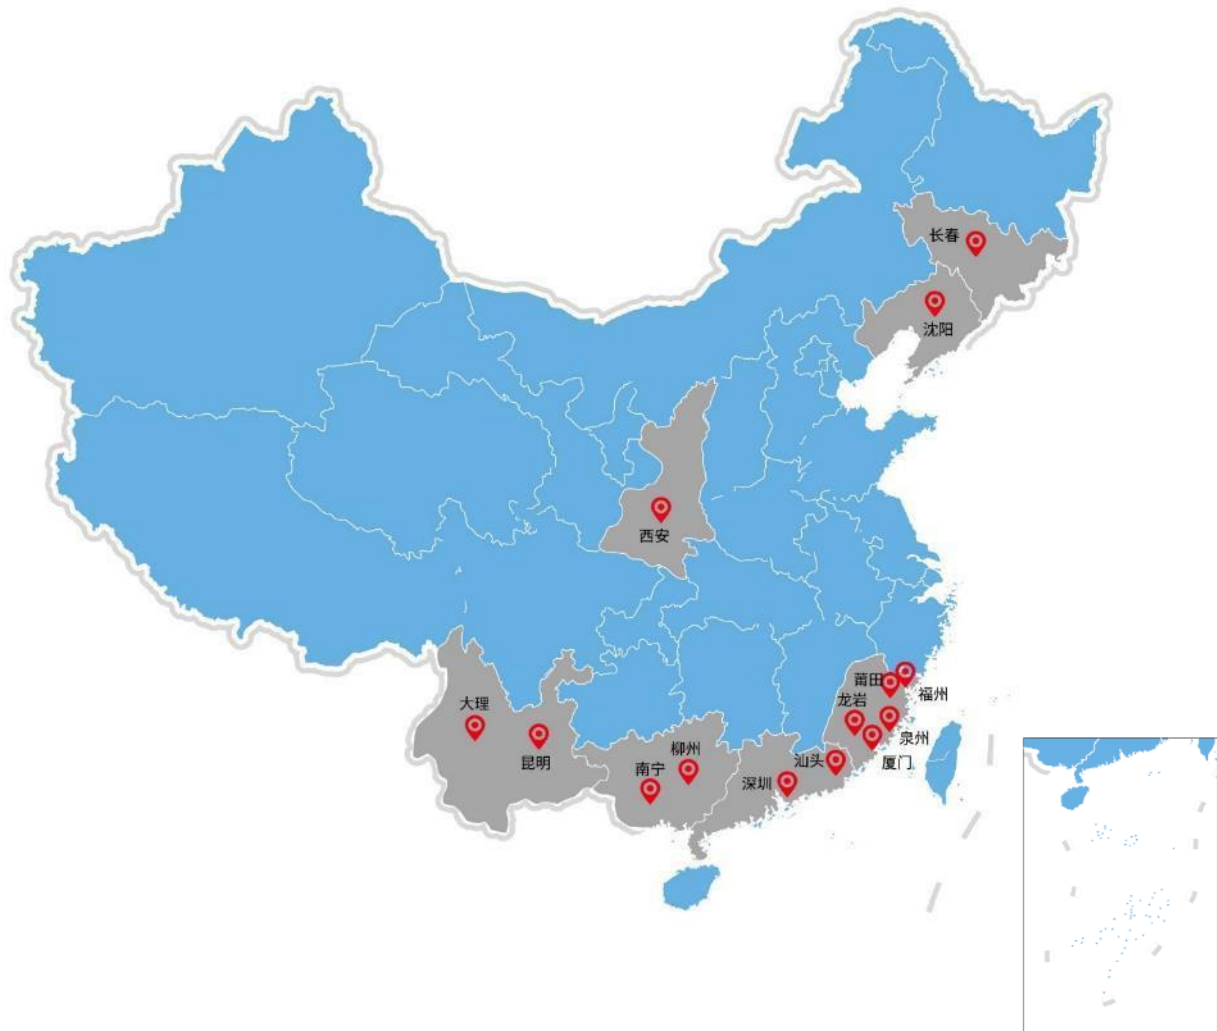 长春
沈阳
西安
莆田
福州
大理
龙岩
泉州
昆明
柳州
汕头
厦门
南宁
深圳